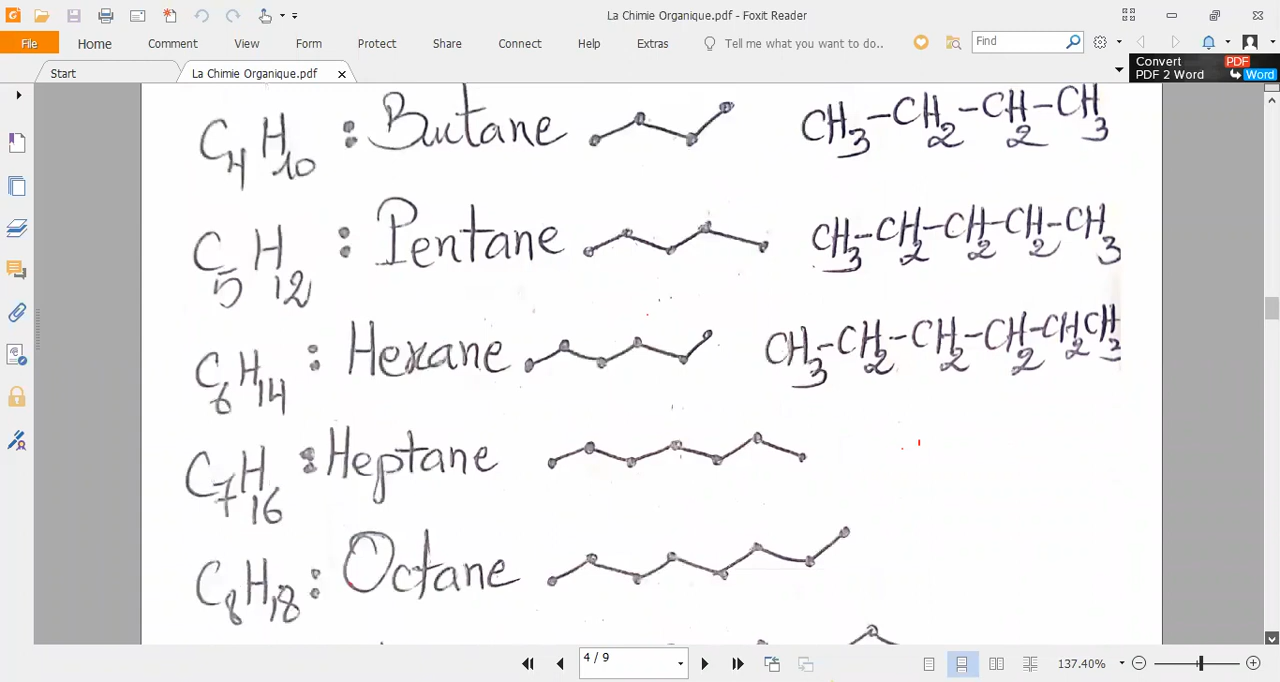 La Chimie Organique.pdf - Foxit Reader
File Home Comment View Form Protect Share Connect Help Extras Tell me what you want to do.. Find
Start La Chimie Organique.pdf
Convert PDF
PDF 2 Word Word
C4H10 : Butane CH3-CH2-CH2-CH3
C5H12 : Pentane CH3-CH2-CH2-CH2-CH3
C6H14 : Hexane CH3-CH2-CH2-CH2-CH2CH2
C7H16 : Heptane
C8H18 : Octane
4 / 9 137.40%